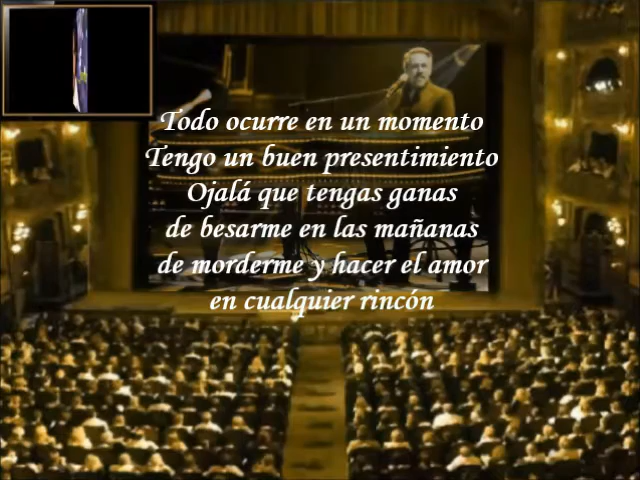 Todo ocurre en un momento
Tengo un buen presentimiento
Ojalá que tengas ganas
de besarme en las mañanas
de morderme y hacer el amor
en cualquier rincón